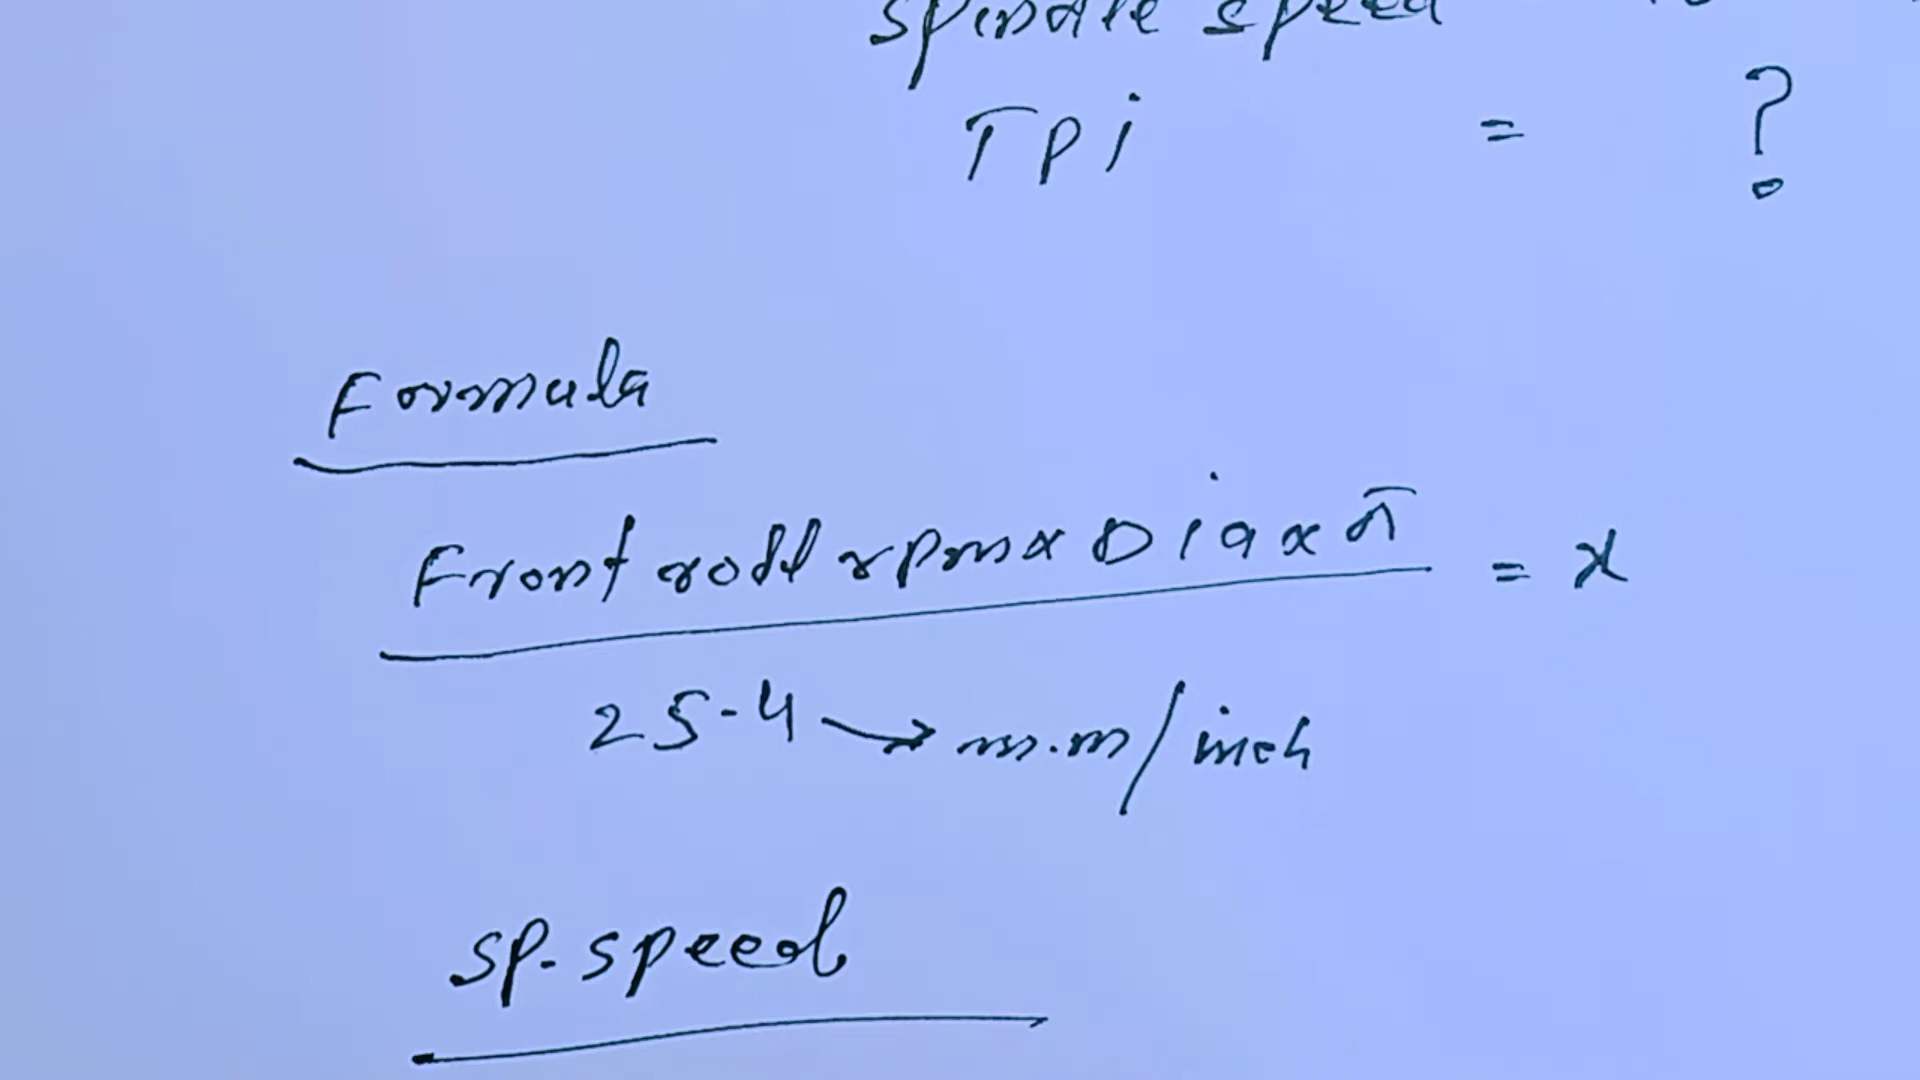 spindle speed
TPi = ?
Formula
Front roll rpm x Dia x π = x
25.4 → m.m/inch
SP. speed